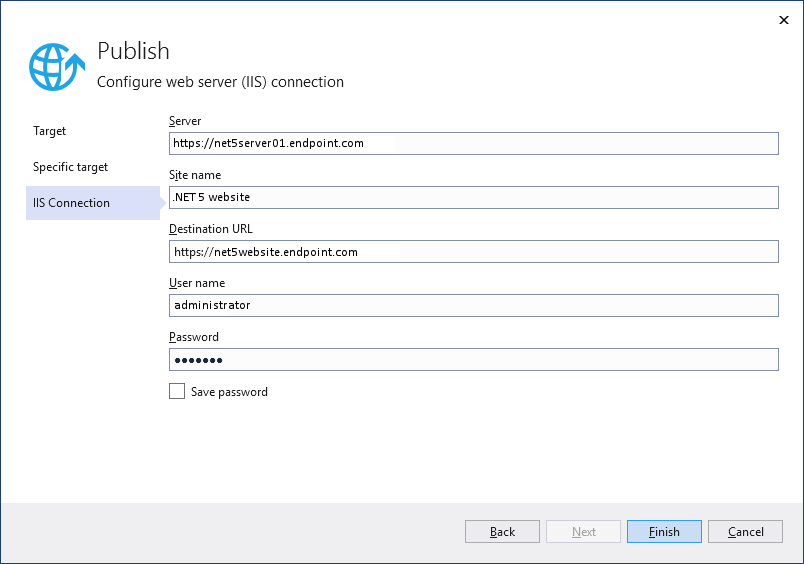 Publish
Configure web server (IIS) connection
Target
Specific target
IIS Connection
Server
https://net5server01.endpoint.com
Site name
.NET 5 website
Destination URL
https://net5website.endpoint.com
User name
administrator
Password
•••••••
Save password
Back
Next
Finish
Cancel